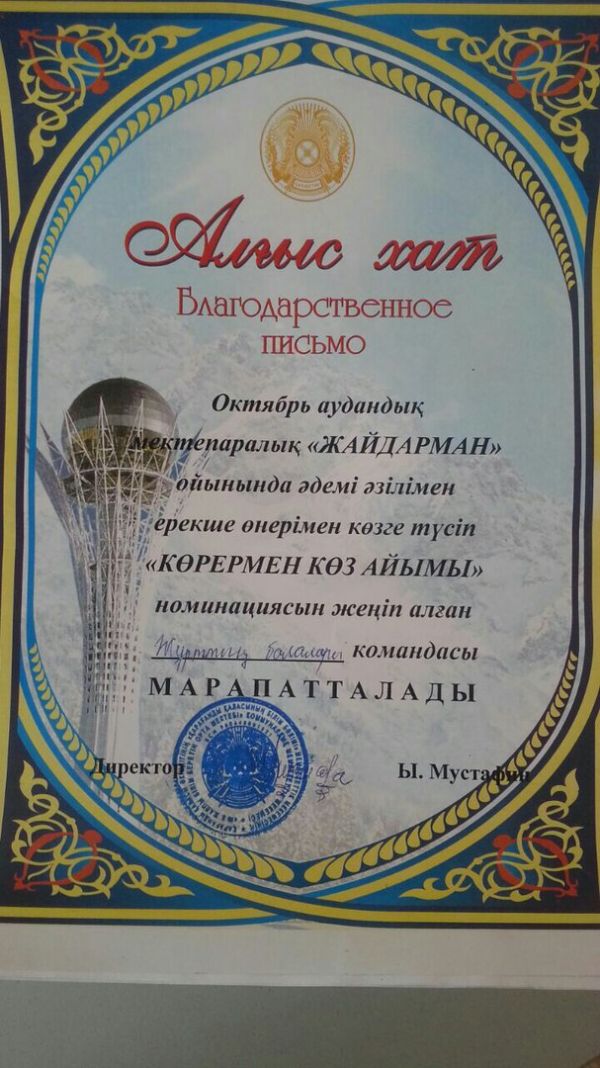 Алғыс хат
Благодарственное
письмо
Октябрь аудандық
мектепаралық «ЖАЙДАРМАН»
ойынында әдемі әзілімен
ерекше өнерімен көзге түсіп
«КӨРЕРМЕН КӨЗ АЙЫМЫ»
номинациясын жеңіп алған
Жұрттың балалары командасы
МАРАПАТТАЛАДЫ
Директор Ы. Мустафин